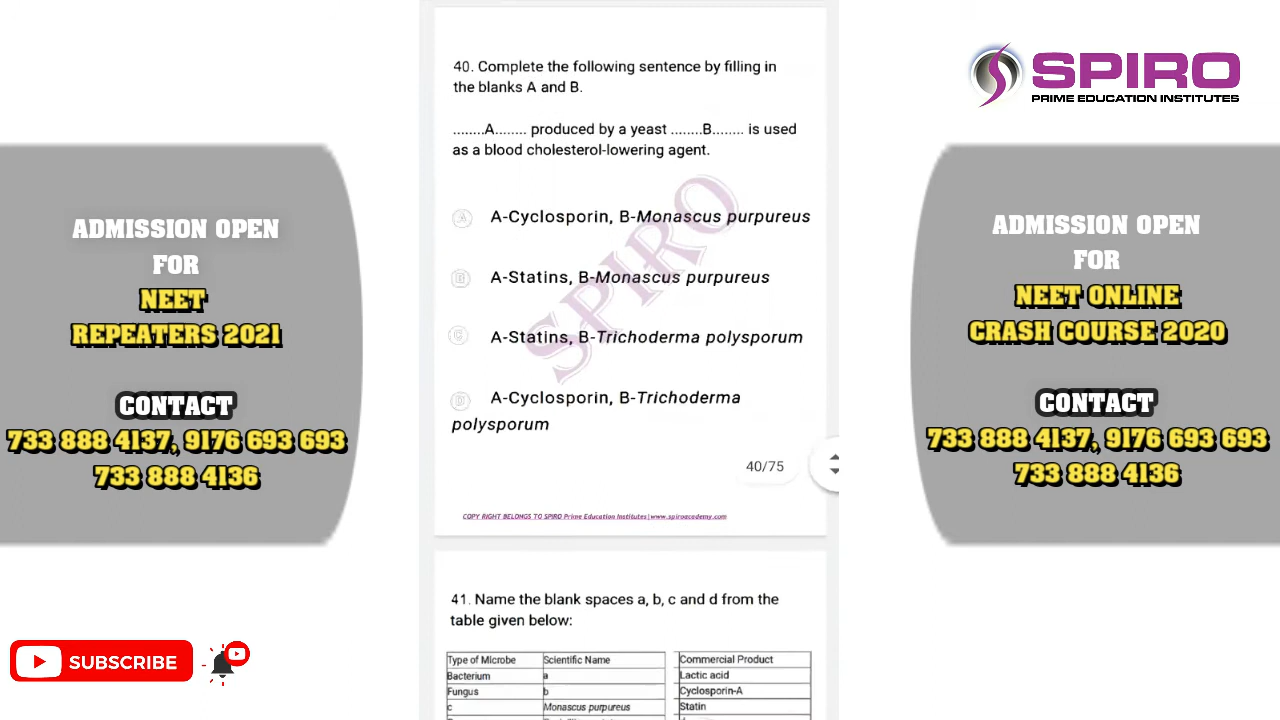 SPIRO
PRIME EDUCATION INSTITUTES
ADMISSION OPEN
FOR
NEET
REPEATERS 2021
CONTACT
733 888 4137, 9176 693 693
733 888 4136
40. Complete the following sentence by filling in
the blanks A and B.
........A........ produced by a yeast ........B........ is used
as a blood cholesterol-lowering agent.
A A-Cyclosporin, B-Monascus purpureus
B A-Statins, B-Monascus purpureus
C A-Statins, B-Trichoderma polysporum
D A-Cyclosporin, B-Trichoderma
polysporum
SPIRO
40/75
COPY RIGHT BELONGS TO SPIRO Prime Education Institutes|www.spiroacademy.com
41. Name the blank spaces a, b, c and d from the
table given below:
Type of Microbe Scientific Name Commercial Product
Bacterium a Lactic acid
Fungus b Cyclosporin-A
c Monascus purpureus Statin
ADMISSION OPEN
FOR
NEET ONLINE
CRASH COURSE 2020
CONTACT
733 888 4137, 9176 693 693
733 888 4136
SUBSCRIBE